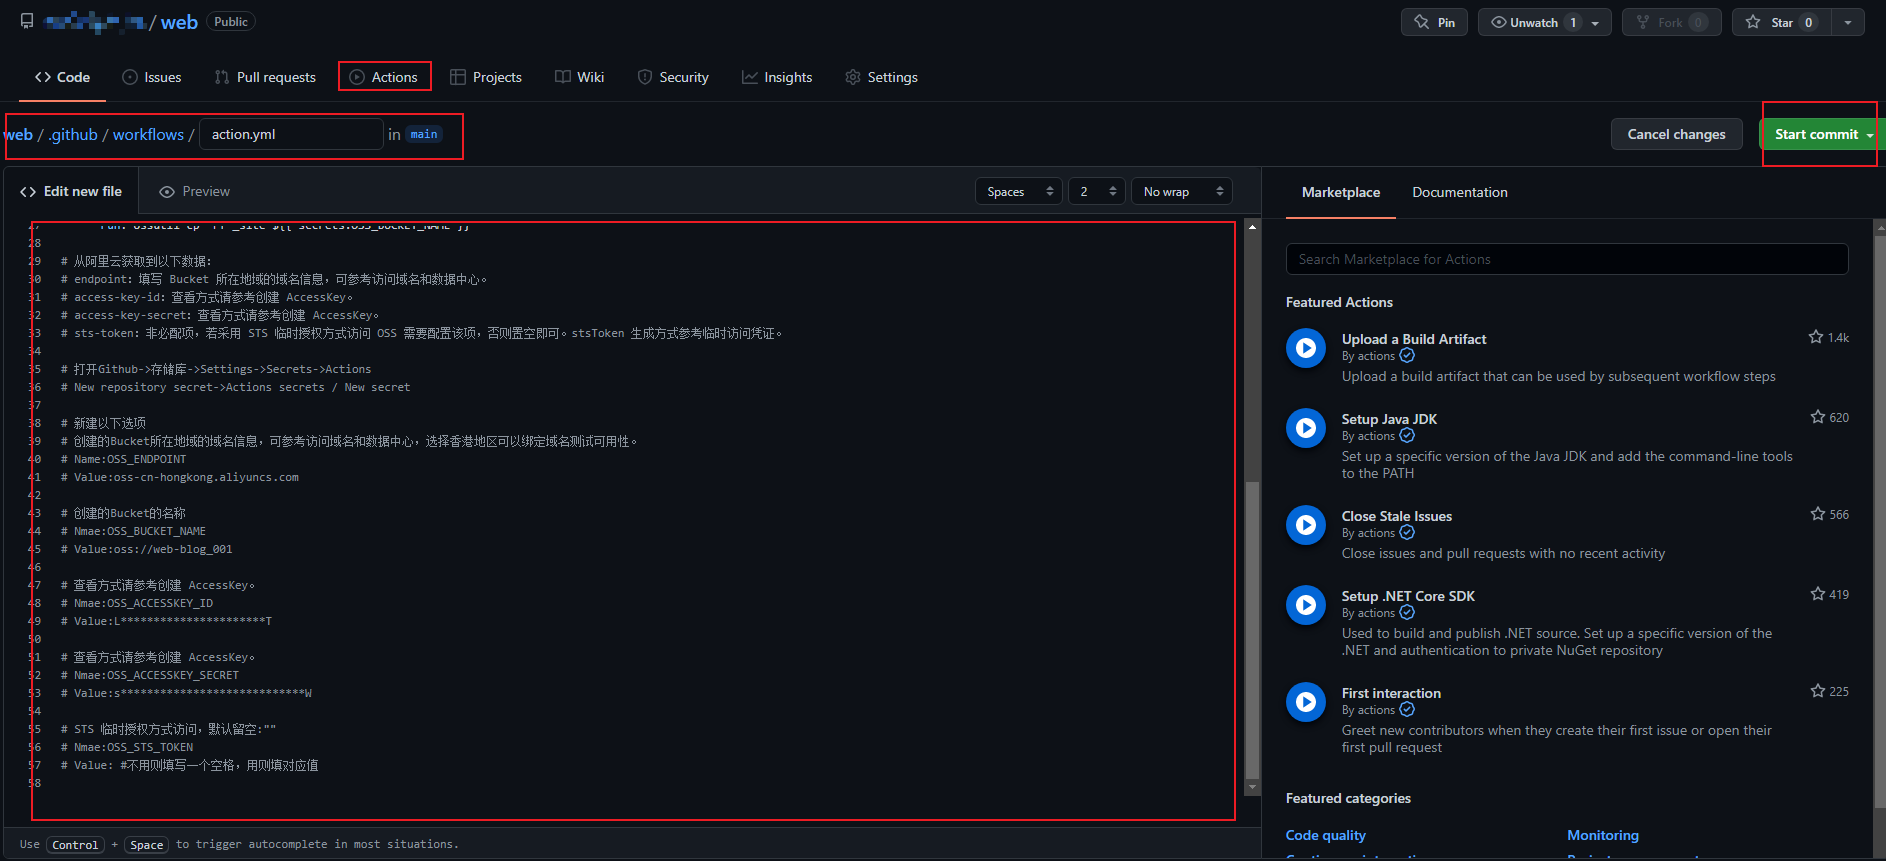 / web Public
Pin Unwatch 1 Fork 0 Star 0
Code Issues Pull requests Actions Projects Wiki Security Insights Settings
web / .github / workflows / action.yml in main
Cancel changes Start commit
Edit new file Preview
Spaces 2 No wrap
27 run: ossutil cp -rf _site ${{ secrets.OSS_BUCKET_NAME }}
28
29 # 从阿里云获取到以下数据:
30 # endpoint: 填写 Bucket 所在地域的域名信息，可参考访问域名和数据中心。
31 # access-key-id: 查看方式请参考创建 AccessKey。
32 # access-key-secret: 查看方式请参考创建 AccessKey。
33 # sts-token: 非必配项，若采用 STS 临时授权方式访问 OSS 需要配置该项，否则置空即可。stsToken 生成方式参考临时访问凭证。
34
35 # 打开Github->存储库->Settings->Secrets->Actions
36 # New repository secret->Actions secrets / New secret
37
38 # 新建以下选项
39 # 创建的Bucket所在地域的域名信息，可参考访问域名和数据中心，选择香港地区可以绑定域名测试可用性。
40 # Name:OSS_ENDPOINT
41 # Value:oss-cn-hongkong.aliyuncs.com
42
43 # 创建的Bucket的名称
44 # Nmae:OSS_BUCKET_NAME
45 # Value:oss://web-blog_001
46
47 # 查看方式请参考创建 AccessKey。
48 # Nmae:OSS_ACCESSKEY_ID
49 # Value:L**********************T
50
51 # 查看方式请参考创建 AccessKey。
52 # Nmae:OSS_ACCESSKEY_SECRET
53 # Value:s****************************W
54
55 # STS 临时授权方式访问，默认留空:""
56 # Nmae:OSS_STS_TOKEN
57 # Value: #不用则填写一个空格，用则填对应值
58
Use Control + Space to trigger autocomplete in most situations.
Marketplace Documentation
Search Marketplace for Actions
Featured Actions
Upload a Build Artifact 1.4k
By actions
Upload a build artifact that can be used by subsequent workflow steps
Setup Java JDK 620
By actions
Set up a specific version of the Java JDK and add the command-line tools
to the PATH
Close Stale Issues 566
By actions
Close issues and pull requests with no recent activity
Setup .NET Core SDK 419
By actions
Used to build and publish .NET source. Set up a specific version of the
.NET and authentication to private NuGet repository
First interaction 225
By actions
Greet new contributors when they create their first issue or open their
first pull request
Featured categories
Code quality Monitoring